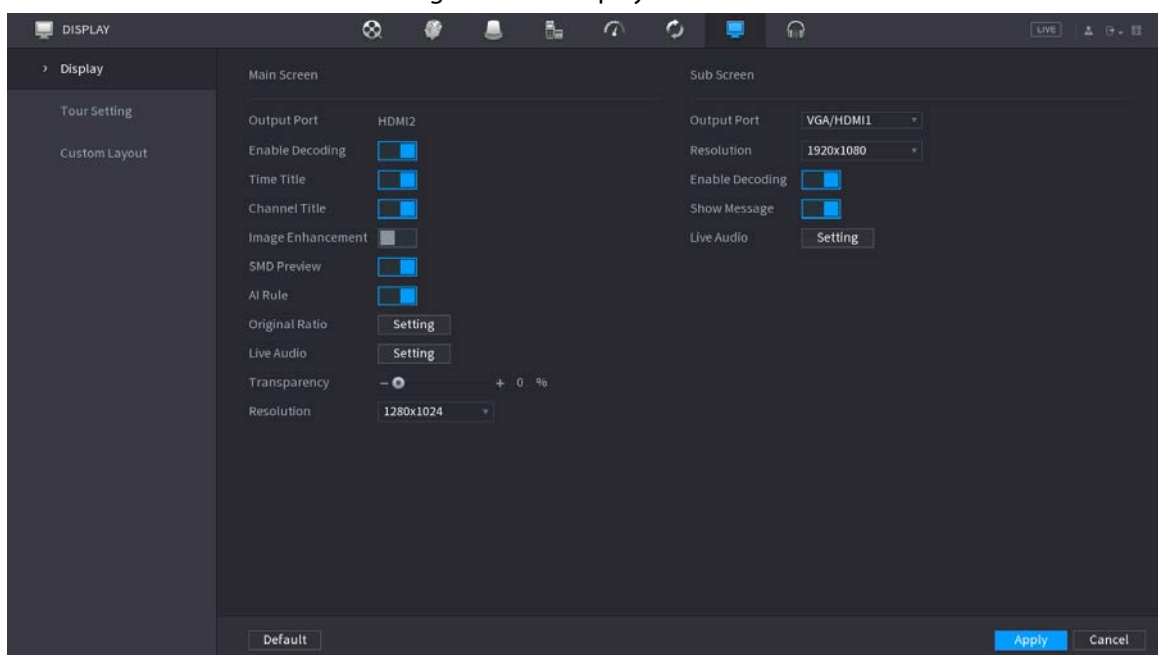 DISPLAY
LIVE
Display
Tour Setting
Custom Layout
Main Screen
Output Port HDMI2
Enable Decoding
Time Title
Channel Title
Image Enhancement
SMD Preview
AI Rule
Original Ratio Setting
Live Audio Setting
Transparency − + 0 %
Resolution 1280x1024
Sub Screen
Output Port VGA/HDMI1
Resolution 1920x1080
Enable Decoding
Show Message
Live Audio Setting
Default
Apply Cancel